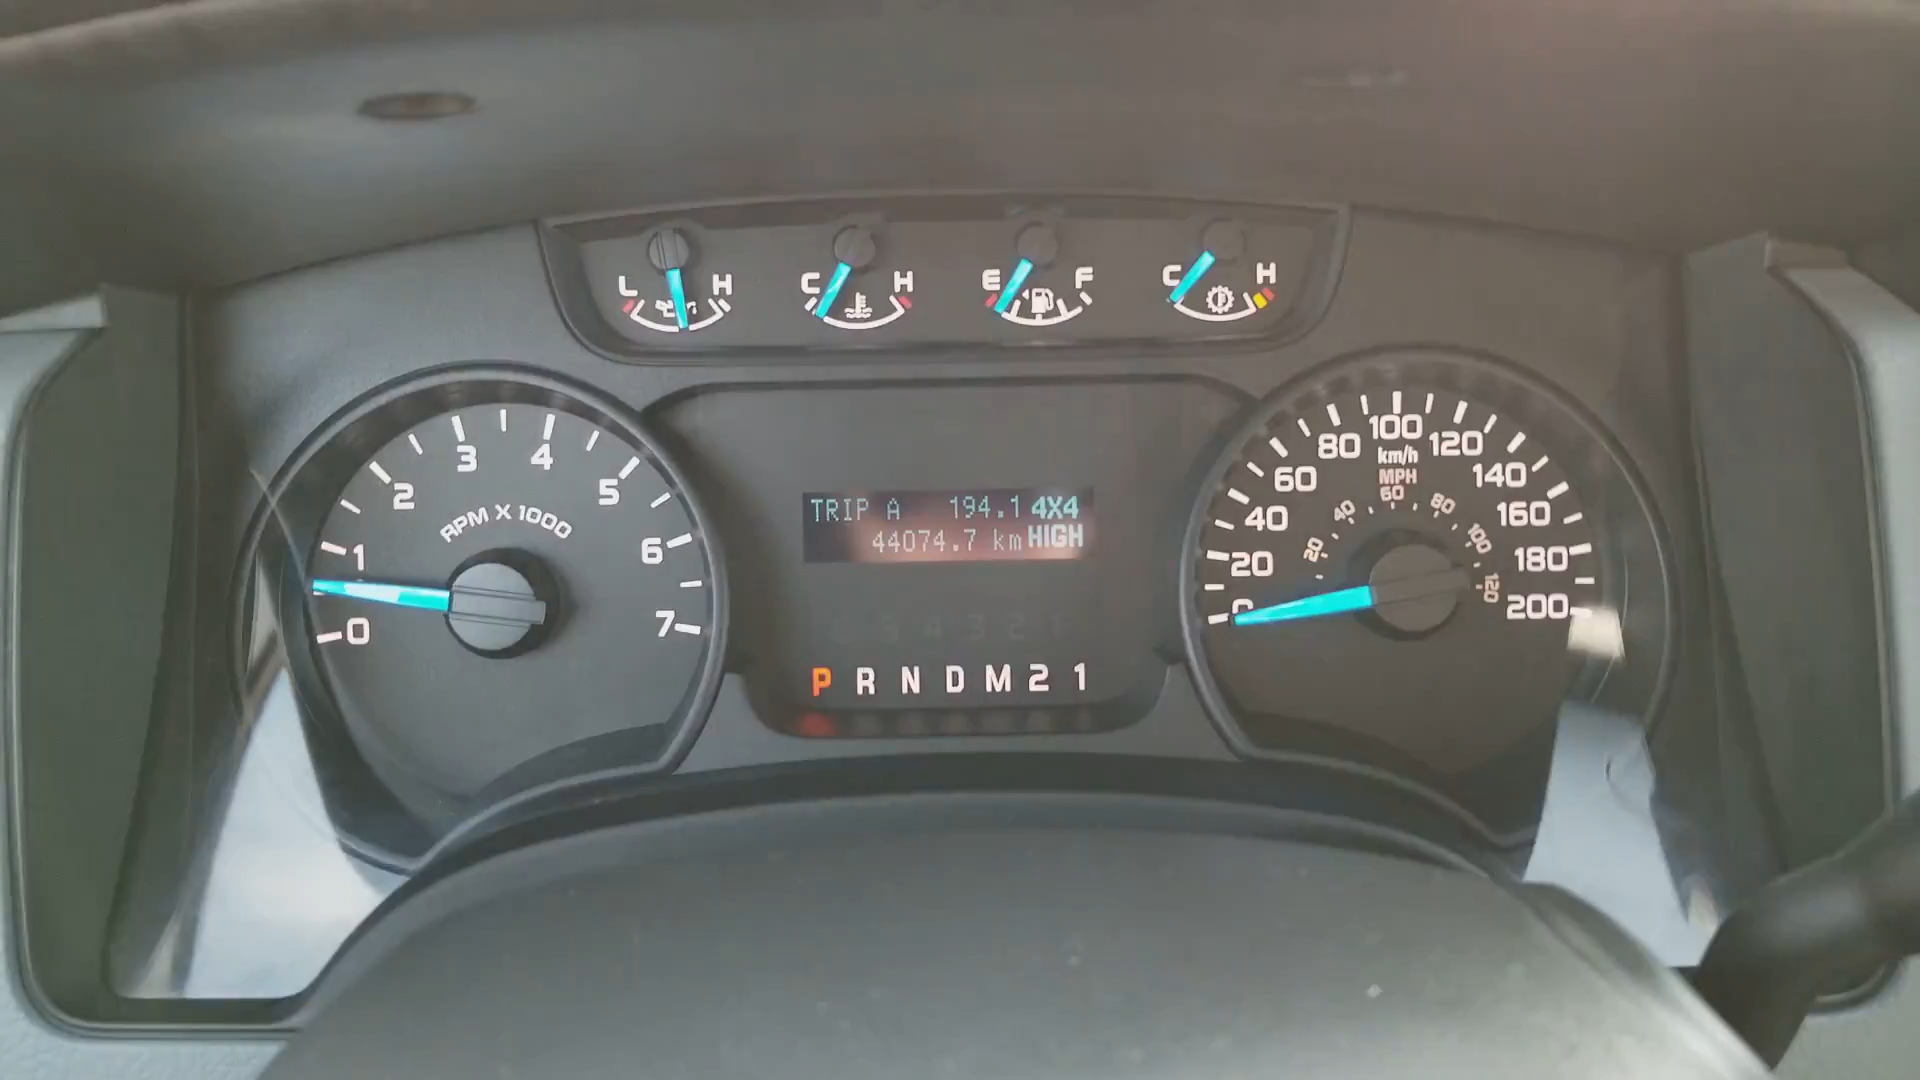 L H
C H
E F
C H
0 1 2 3 4 5 6 7
RPM X 1000
TRIP A 194.1 4X4
44074.7 km HIGH
P R N D M 2 1
0 20 40 60 80 100 120 140 160 180 200
km/h
MPH
20 40 60 80 100 120